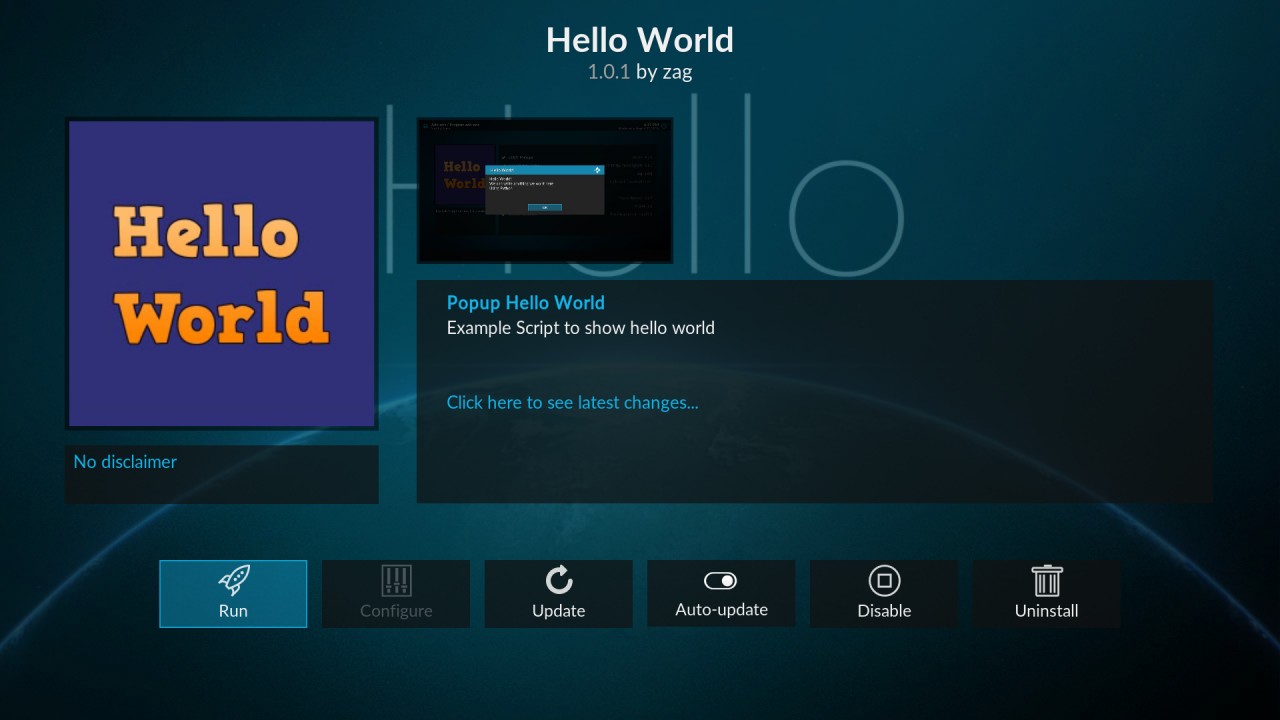 Hello World
1.0.1 by zag
Hello
Hello
World
Hello
World
Popup Hello World
Example Script to show hello world
Click here to see latest changes...
No disclaimer
Run
Configure
Update
Auto-update
Disable
Uninstall